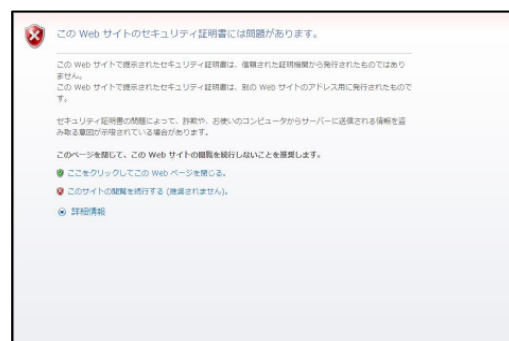 この Web サイトのセキュリティ証明書には問題があります。
この Web サイトで提示されたセキュリティ証明書は、信頼された証明機関から発行されたものではあり
ません。
この Web サイトで提示されたセキュリティ証明書は、別の Web サイトのアドレス用に発行されたもので
す。
セキュリティ証明書の問題によって、詐欺や、お使いのコンピュータからサーバーに送信される情報を盗
み取る意図が示唆されている場合があります。
このページを閉じて、この Web サイトの閲覧を続行しないことを推奨します。
ここをクリックしてこの Web ページを閉じる。
このサイトの閲覧を続行する (推奨されません)。
詳細情報